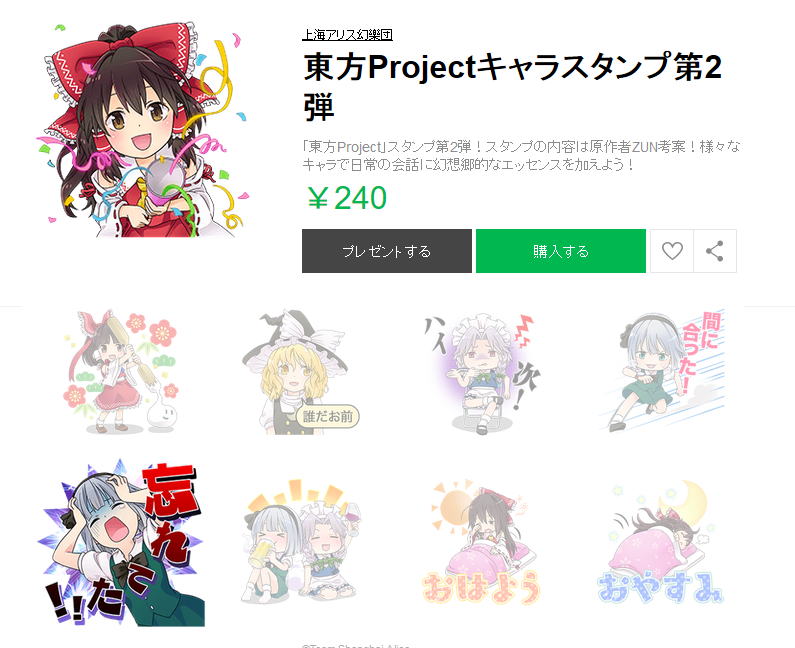 上海アリス幻樂団
東方Projectキャラスタンプ第2
弾
「東方Project」スタンプ第2弾！スタンプの内容は原作者ZUN考案！様々な
キャラで日常の会話に幻想郷的なエッセンスを加えよう！
￥240
プレゼントする
購入する
誰だお前
ハイ
次！
間に
合った！
忘れ
てた!!
おはよう
おやすみ
©Team Shanghai Alice